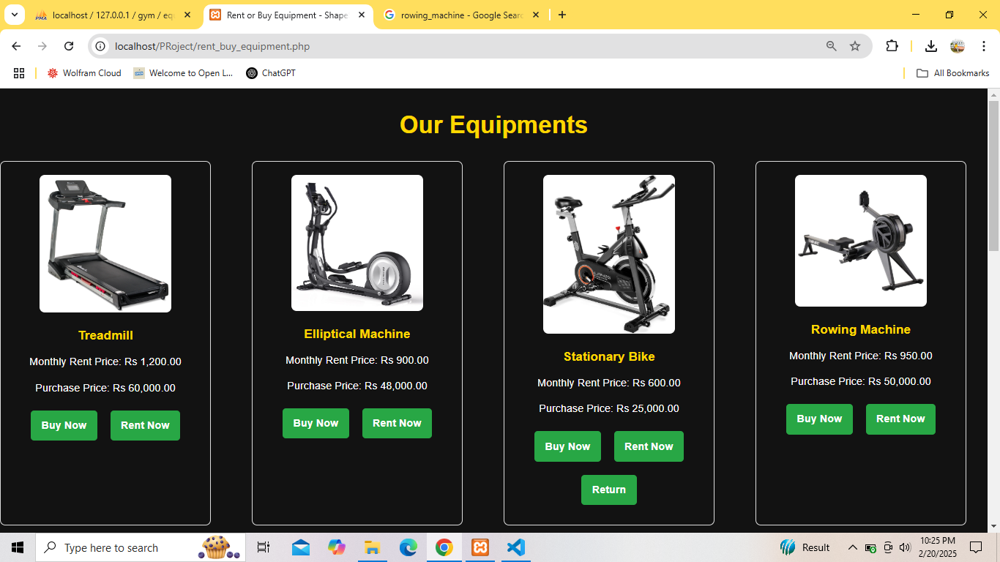 localhost / 127.0.0.1 / gym / eq
Rent or Buy Equipment - Shape
rowing_machine - Google Searc
localhost/PRoject/rent_buy_equipment.php
Wolfram Cloud
Welcome to Open L...
ChatGPT
All Bookmarks
Our Equipments
Treadmill
Monthly Rent Price: Rs 1,200.00
Purchase Price: Rs 60,000.00
Buy Now
Rent Now
Elliptical Machine
Monthly Rent Price: Rs 900.00
Purchase Price: Rs 48,000.00
Buy Now
Rent Now
Stationary Bike
Monthly Rent Price: Rs 600.00
Purchase Price: Rs 25,000.00
Buy Now
Rent Now
Return
Rowing Machine
Monthly Rent Price: Rs 950.00
Purchase Price: Rs 50,000.00
Buy Now
Rent Now
Type here to search
Result
10:25 PM
2/20/2025